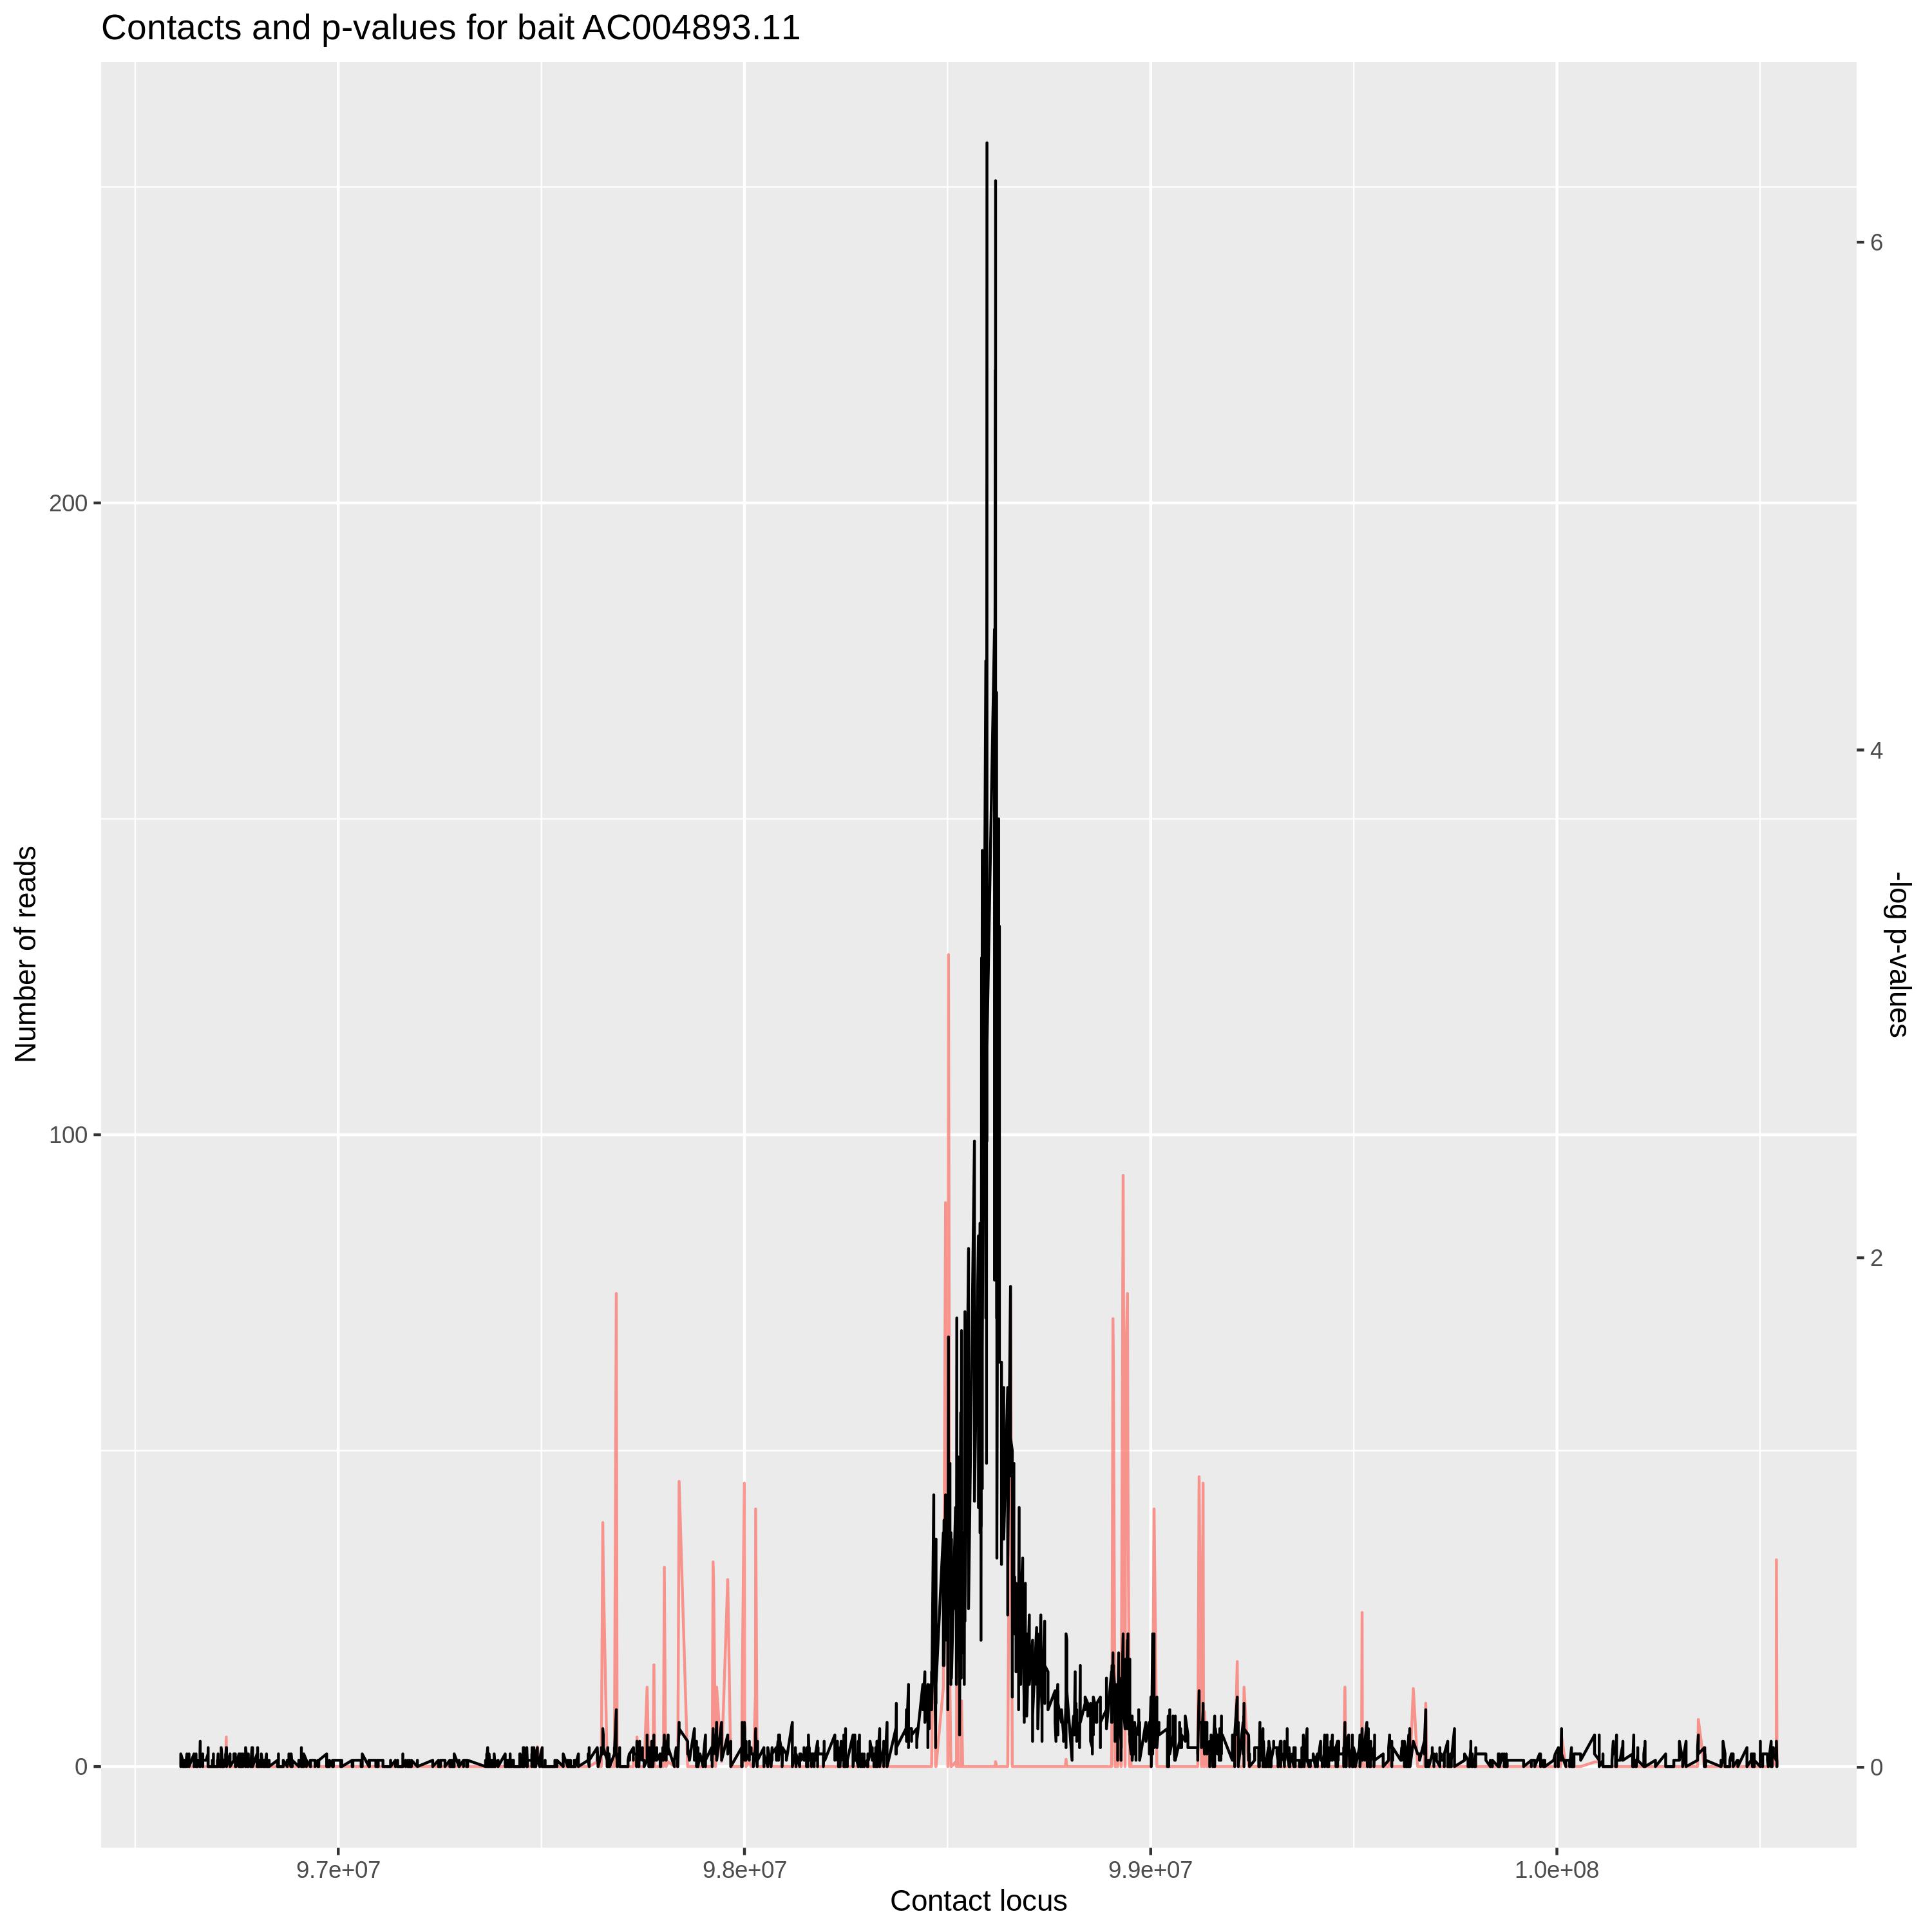 Contacts and p-values for bait AC004893.11
Number of reads
200
100
0
6
4
2
0
-log p-values
9.7e+07
9.8e+07
9.9e+07
1.0e+08
Contact locus